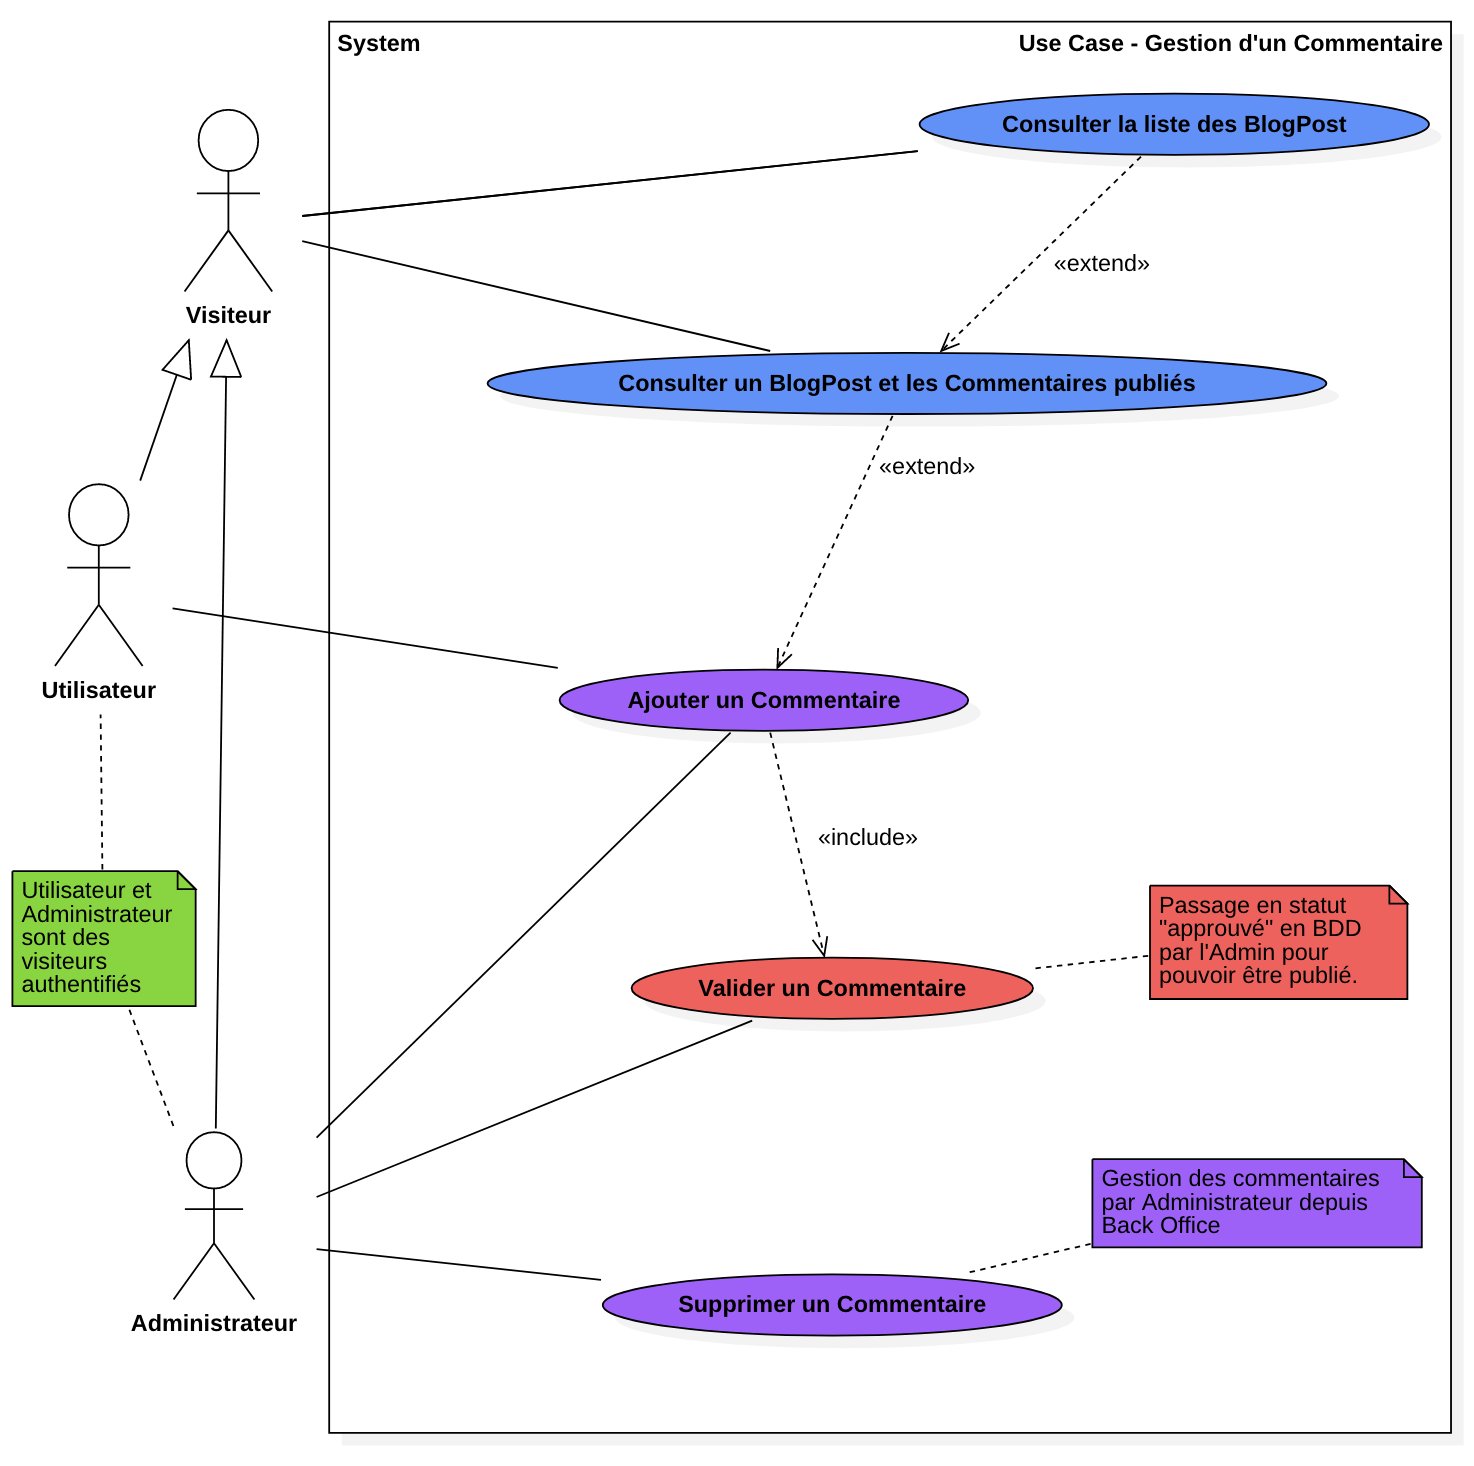 System
Use Case - Gestion d'un Commentaire
Consulter la liste des BlogPost
«extend»
Visiteur
Consulter un BlogPost et les Commentaires publiés
«extend»
Utilisateur
Ajouter un Commentaire
«include»
Utilisateur et
Administrateur
sont des
visiteurs
authentifiés
Passage en statut
"approuvé" en BDD
par l'Admin pour
pouvoir être publié.
Valider un Commentaire
Gestion des commentaires
par Administrateur depuis
Back Office
Supprimer un Commentaire
Administrateur